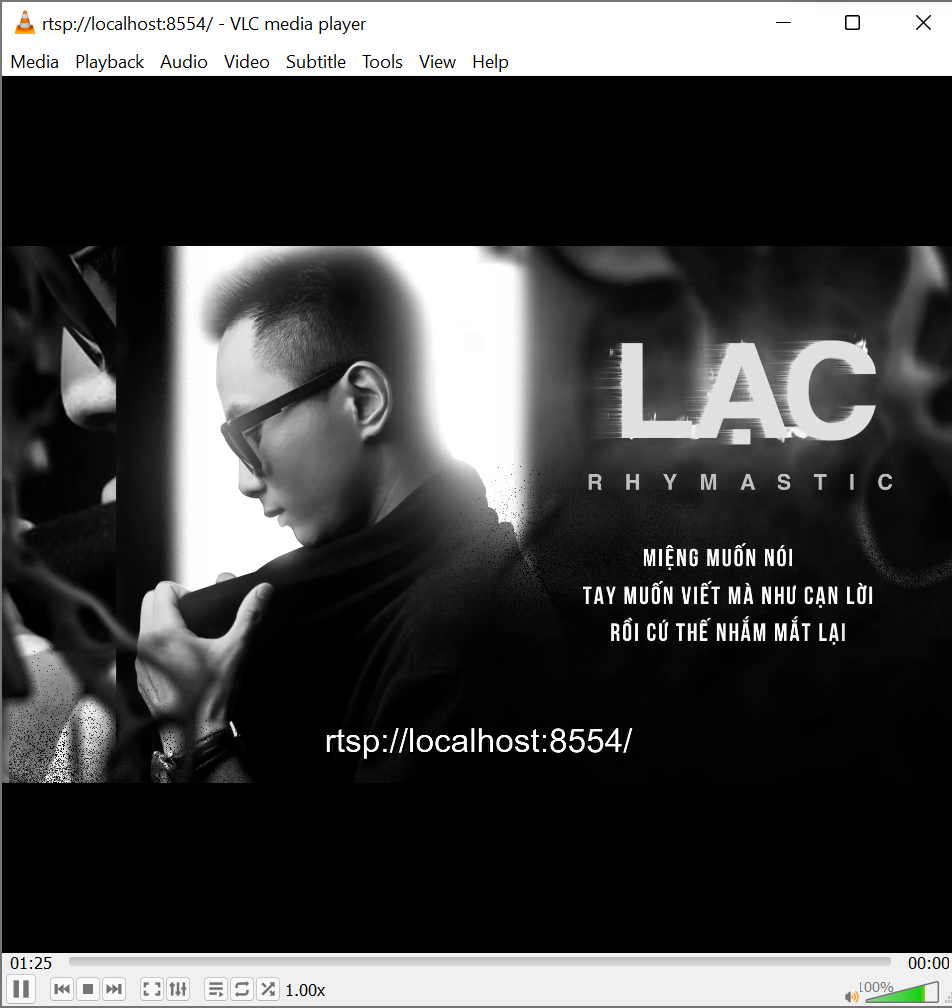 rtsp://localhost:8554/ - VLC media player
Media Playback Audio Video Subtitle Tools View Help
LẠC
RHYMASTIC
MIỆNG MUỐN NÓI
TAY MUỐN VIẾT MÀ NHƯ CẠN LỜI
RỒI CỨ THẾ NHẮM MẮT LẠI
rtsp://localhost:8554/
01:25 00:00
1.00x 100%